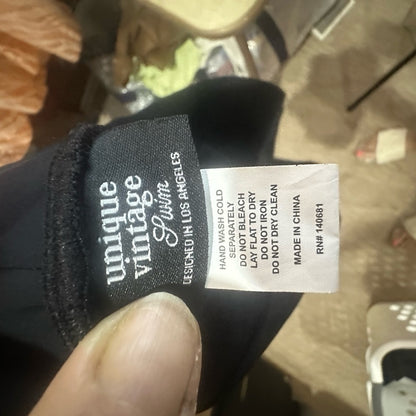 unique
vintage
Swim
DESIGNED IN LOS ANGELES
HAND WASH COLD
SEPARATELY
DO NOT BLEACH
LAY FLAT TO DRY
DO NOT IRON
DO NOT DRY CLEAN
MADE IN CHINA
RN# 140681